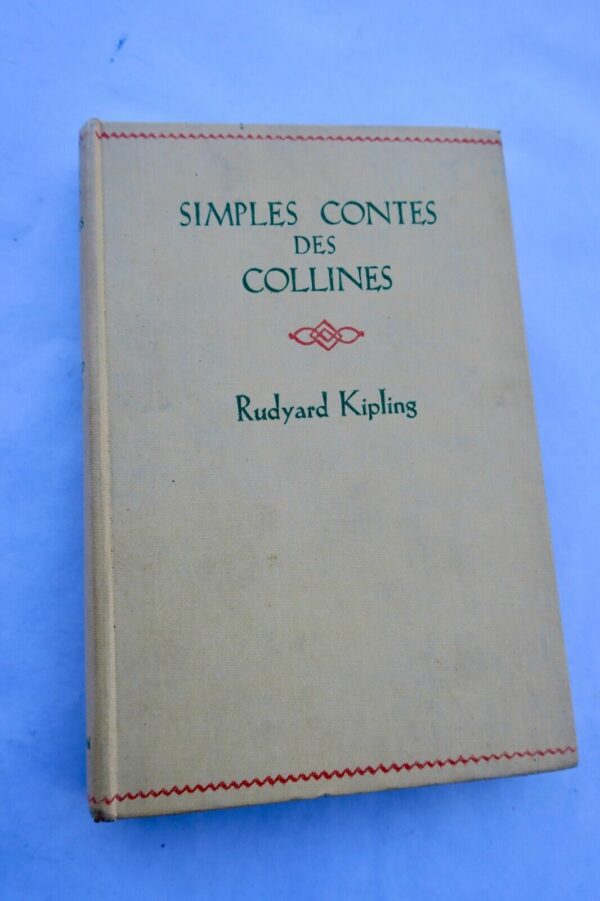 SIMPLES CONTES
DES
COLLINES
Rudyard Kipling